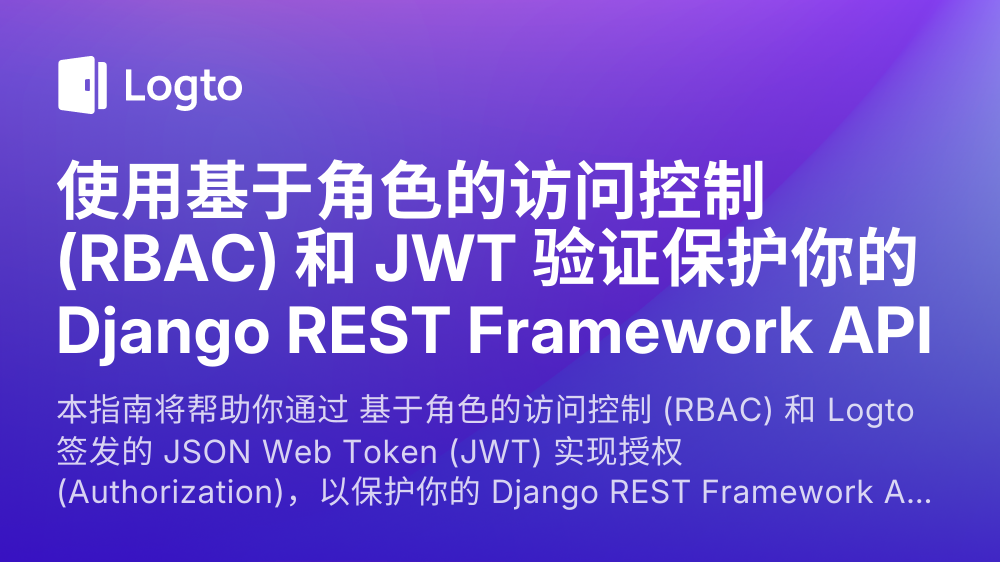 Logto
使用基于角色的访问控制
(RBAC) 和 JWT 验证保护你的
Django REST Framework API
本指南将帮助你通过 基于角色的访问控制 (RBAC) 和 Logto
签发的 JSON Web Token (JWT) 实现授权
(Authorization)，以保护你的 Django REST Framework A...